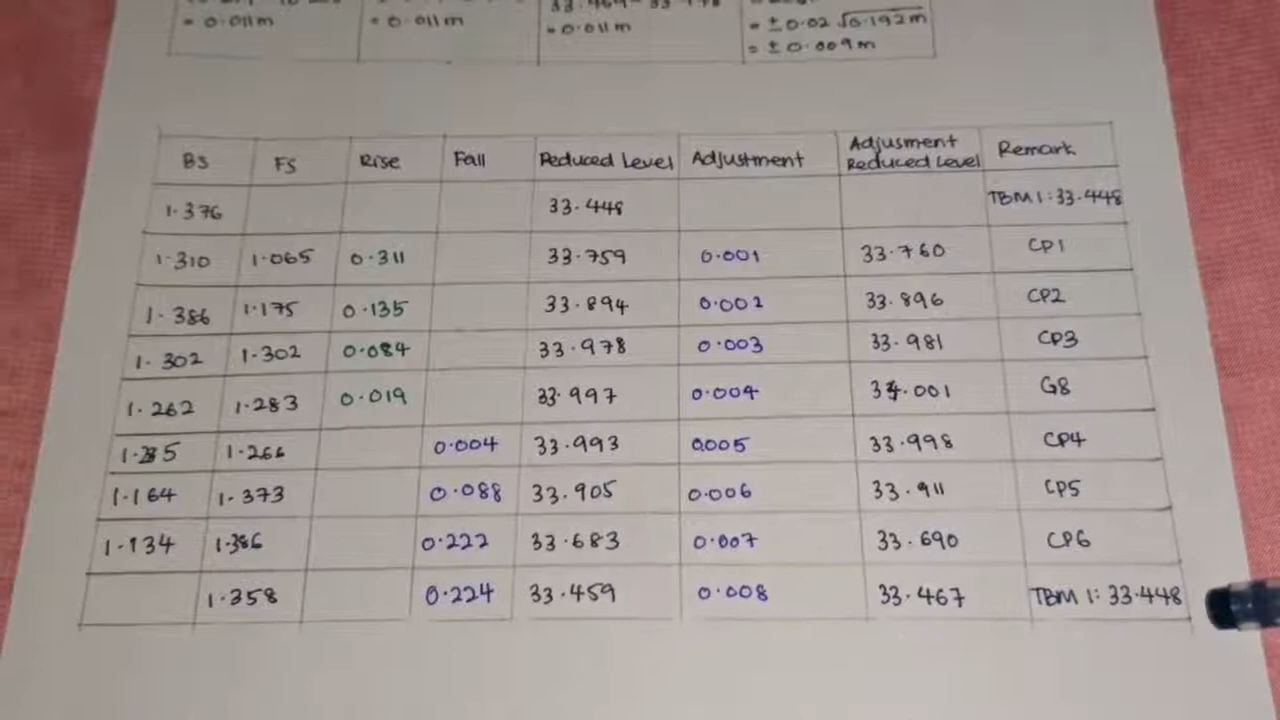 = 0.011m
= 0.011m
= 0.011m
= ±0.02 √0.192m
= ±0.009m
BS FS Rise Fall Reduced Level Adjustment Adjusment Reduced Level Remark
1.376 33.448 TBM 1: 33.448
1.310 1.065 0.311 33.759 0.001 33.760 CP1
1.386 1.175 0.135 33.894 0.002 33.896 CP2
1.302 1.302 0.084 33.978 0.003 33.981 CP3
1.262 1.283 0.019 33.997 0.004 34.001 G8
1.285 1.266 0.004 33.993 0.005 33.998 CP4
1.164 1.373 0.088 33.905 0.006 33.911 CP5
1.134 1.386 0.222 33.683 0.007 33.690 CP6
1.358 0.224 33.459 0.008 33.467 TBM 1: 33.448